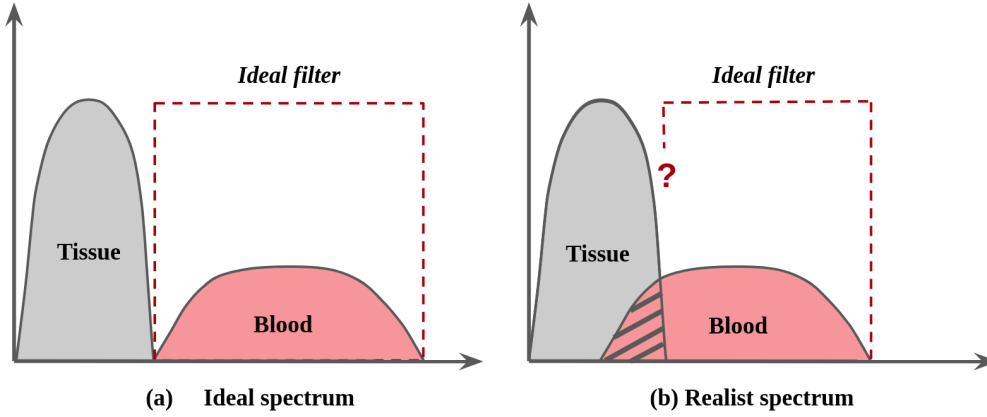 Ideal filter
Tissue
Blood
(a) Ideal spectrum
Ideal filter
?
Tissue
Blood
(b) Realist spectrum